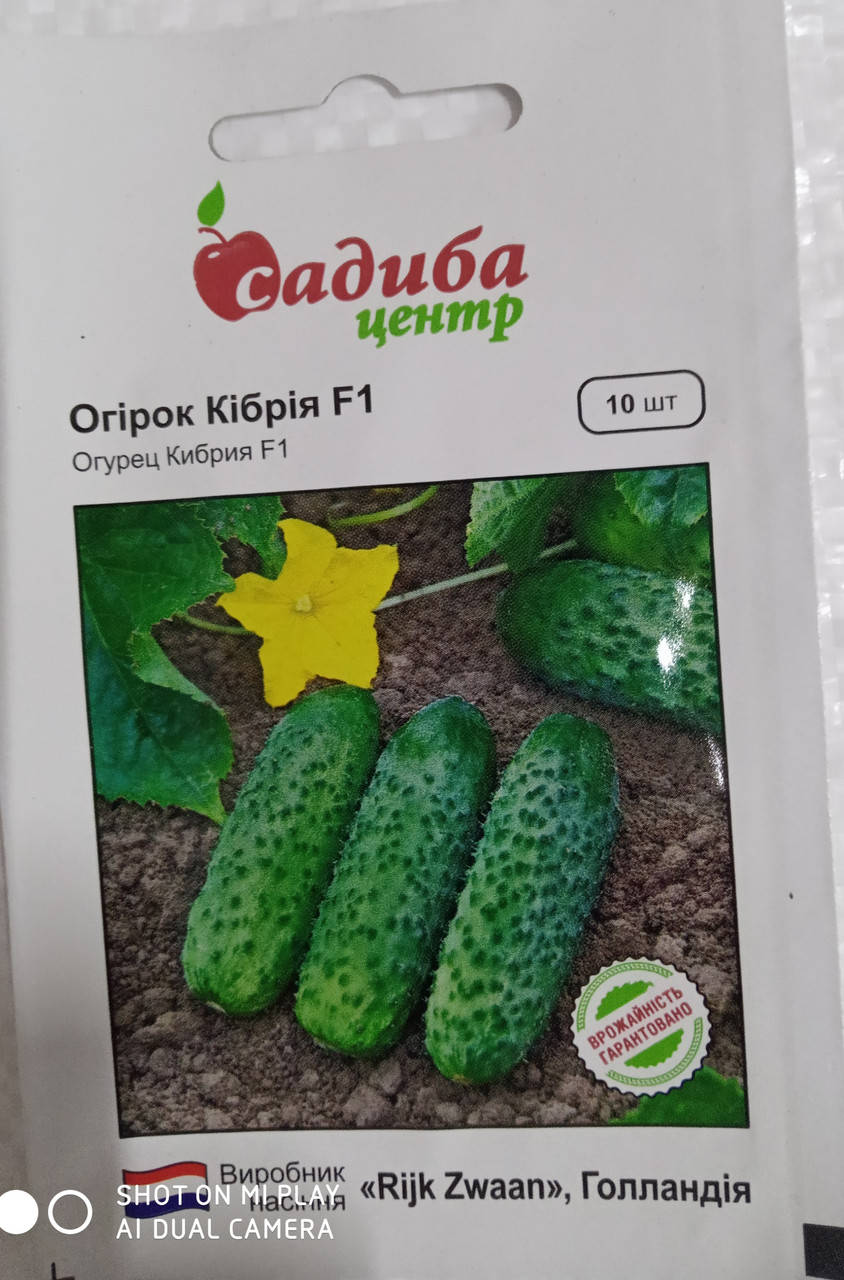 садиба
центр
Огірок Кібрія F1
10 шт
Огурец Кибрия F1
ВРОЖАЙНІСТЬ
ГАРАНТОВАНО
Виробник
насіння
«Rijk Zwaan», Голландія
SHOT ON MI PLAY
AI DUAL CAMERA